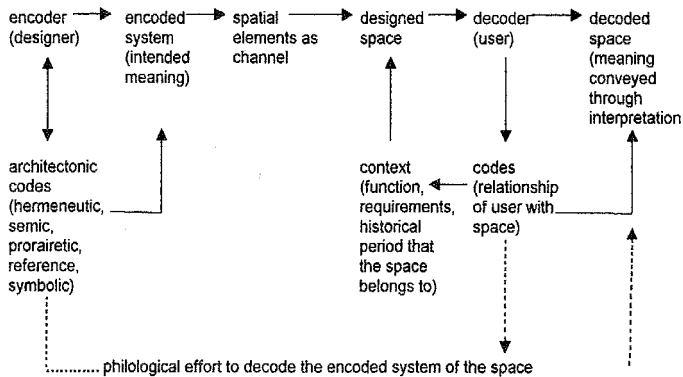 encoder
(designer)
encoded
system
(intended
meaning)
spatial
elements as
channel
designed
space
decoder
(user)
decoded
space
(meaning
conveyed
through
interpretation
architectonic
codes
(hermeneutic,
semic,
prorairetic,
reference,
symbolic)
context
(function,
requirements,
historical
period that
the space
belongs to)
codes
(relationship
of user with
space)
philological effort to decode the encoded system of the space